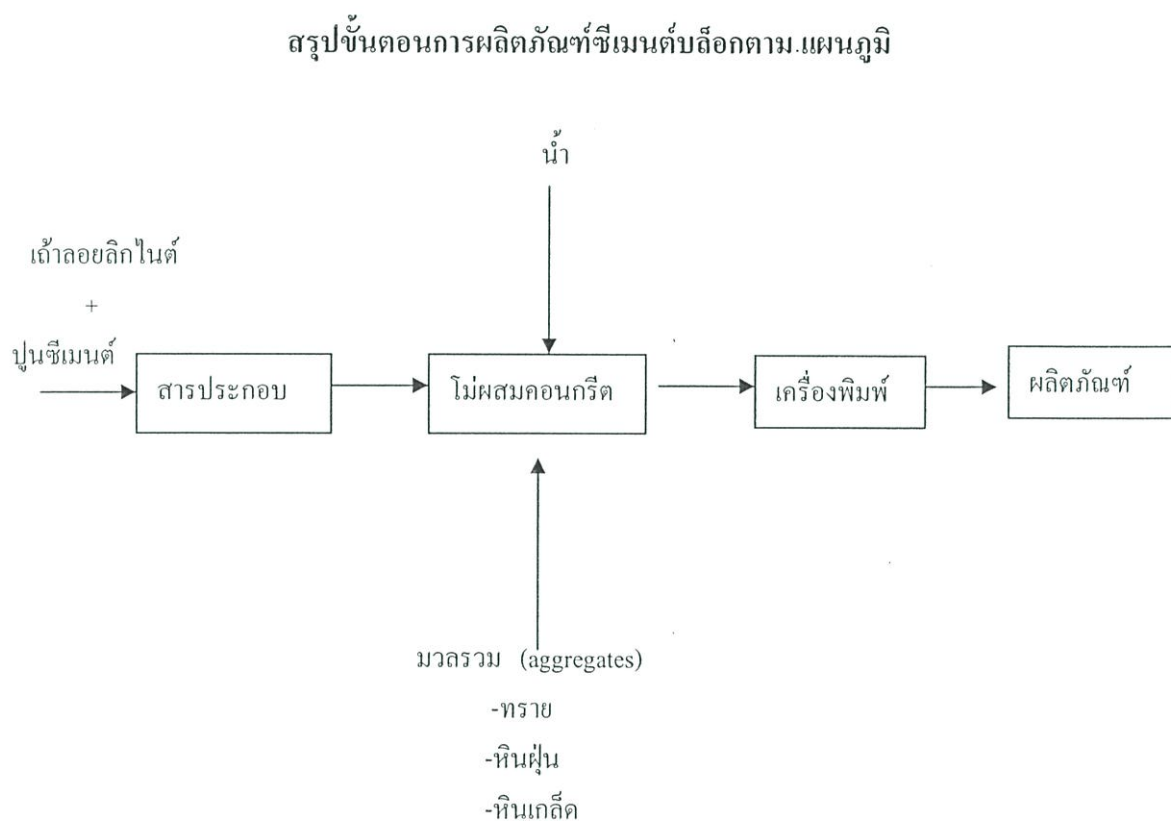 สรุปขั้นตอนการผลิตภัณฑ์ซีเมนต์บล็อกตาม.แผนภูมิ
น้ำ
เถ้าลอยลิกไนต์
+
ปูนซีเมนต์
สารประกอบ
โม่ผสมคอนกรีต
เครื่องพิมพ์
ผลิตภัณฑ์
มวลรวม (aggregates)
-ทราย
-หินฝุ่น
-หินเกล็ด